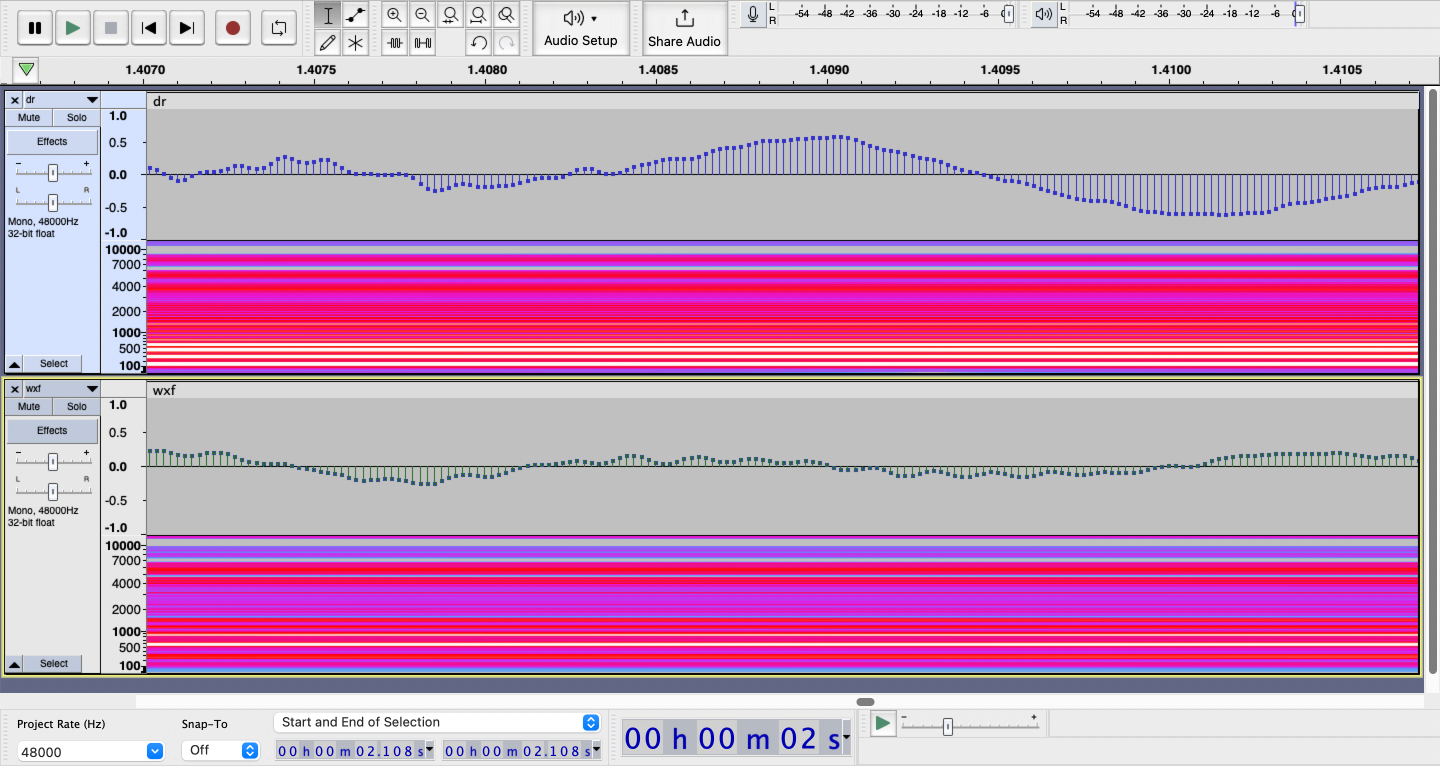 L
R
-54 -48 -42 -36 -30 -24 -18 -12 -6 0
L
R
-54 -48 -42 -36 -30 -24 -18 -12 -6
Audio Setup
Share Audio
1.4070 1.4075 1.4080 1.4085 1.4090 1.4095 1.4100 1.4105
dr
dr
Mute Solo
Effects
- +
L R
Mono, 48000Hz
32-bit float
Select
1.0
0.5
0.0
-0.5
-1.0
10000
7000
4000
2000
1000
500
100
wxf
wxf
Mute Solo
Effects
- +
L R
Mono, 48000Hz
32-bit float
Select
1.0
0.5
0.0
-0.5
-1.0
10000
7000
4000
2000
1000
500
100
Project Rate (Hz)
48000
Snap-To
Off
Start and End of Selection
00 h 00 m 02.108 s
00 h 00 m 02.108 s
00 h 00 m 02 s
- +